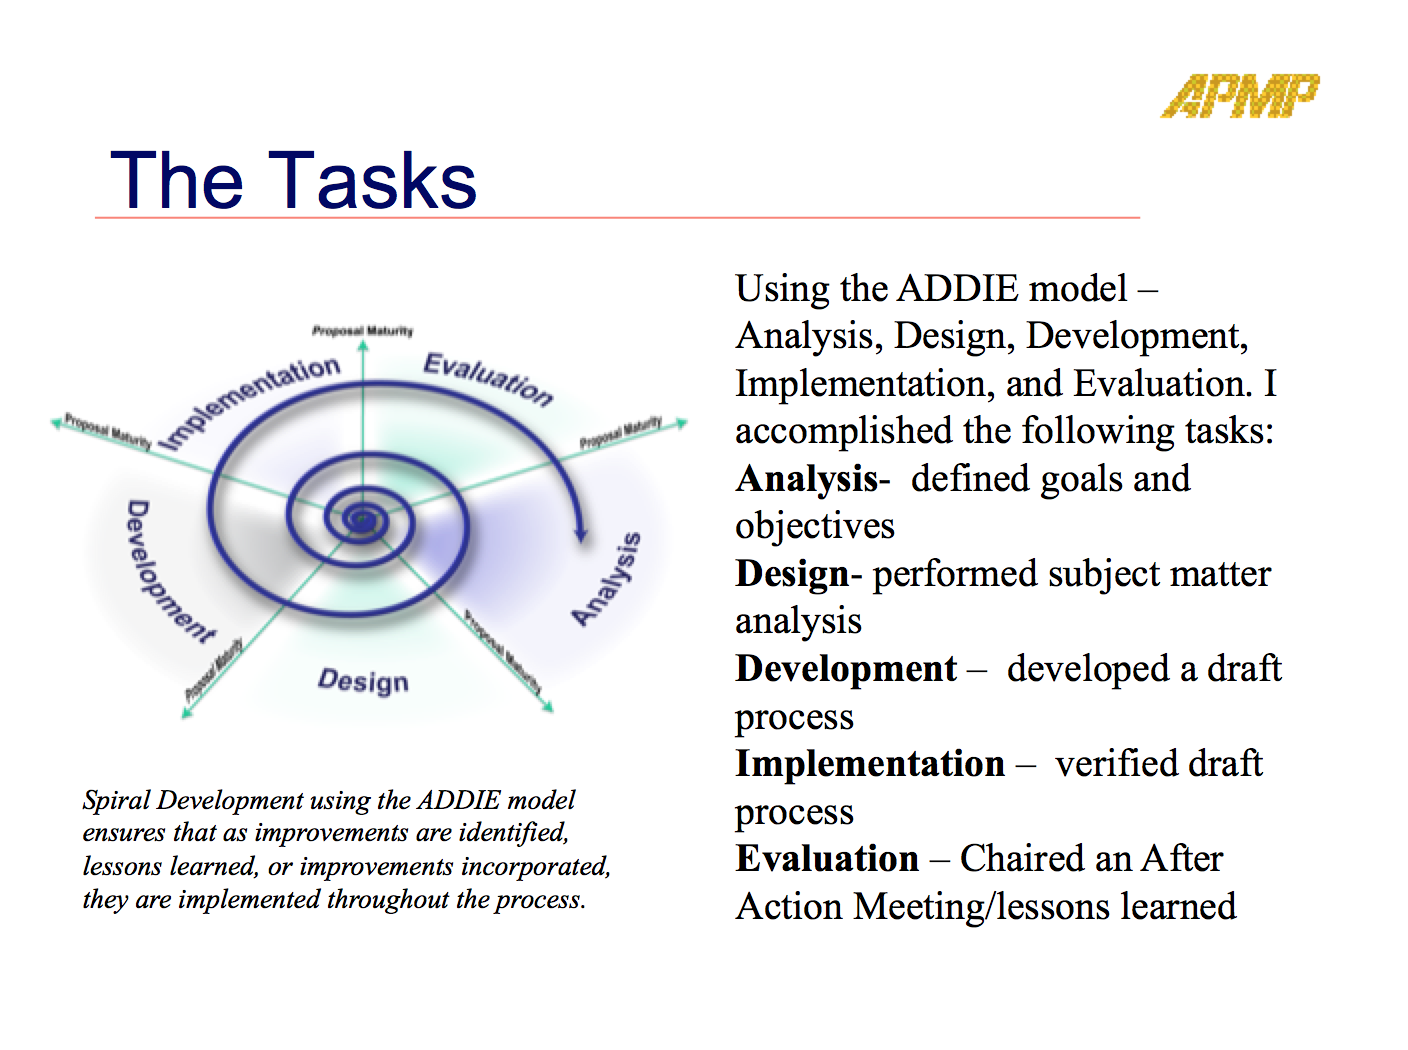 APMP
The Tasks
Proposal Maturity
Implementation
Evaluation
Proposal Maturity
Proposal Maturity
Development
Analysis
Proposal Maturity
Proposal Maturity
Design
Spiral Development using the ADDIE model
ensures that as improvements are identified,
lessons learned, or improvements incorporated,
they are implemented throughout the process.
Using the ADDIE model –
Analysis, Design, Development,
Implementation, and Evaluation. I
accomplished the following tasks:
Analysis-  defined goals and
objectives
Design- performed subject matter
analysis
Development –  developed a draft
process
Implementation –  verified draft
process
Evaluation – Chaired an After
Action Meeting/lessons learned